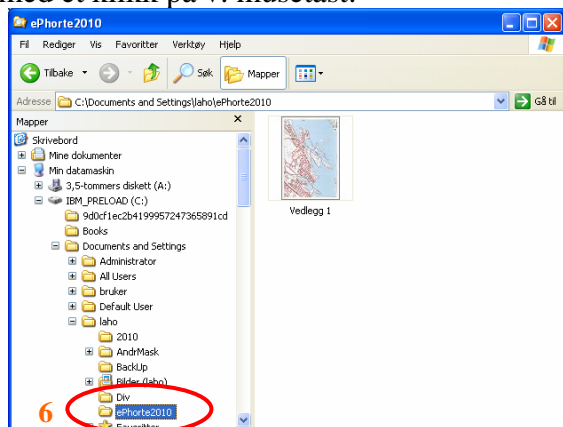 med et klikk på v. musetast.
ePhorte2010
Fil Rediger Vis Favoritter Verktøy Hjelp
Tilbake Søk Mapper
Adresse C:\Documents and Settings\laho\ePhorte2010 Gå til
Mapper
Skrivebord
Mine dokumenter
Min datamaskin
3,5-tommers diskett (A:)
IBM_PRELOAD (C:)
9d0cf1ec2b4199957247365891cd
Books
Documents and Settings
Administrator
All Users
bruker
Default User
laho
2010
AndrMask
BackUp
Bilder (laho)
Div
ePhorte2010
Favoritter
Vedlegg 1
6